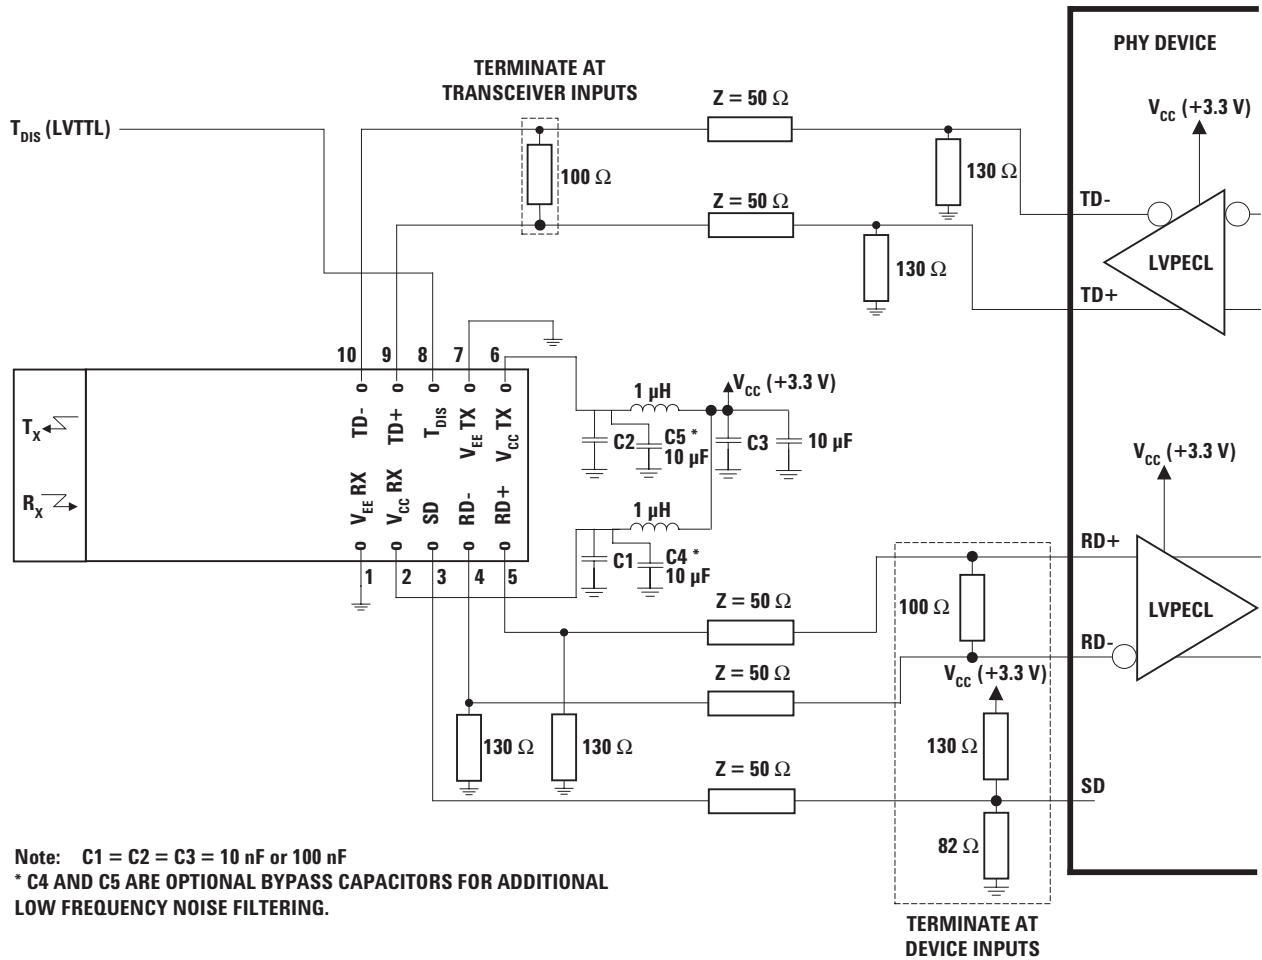 PHY DEVICE
TERMINATE AT
TRANSCEIVER INPUTS
Z = 50 Ω
V_CC (+3.3 V)
T_DIS (LVTTL)
100 Ω
130 Ω
TD-
Z = 50 Ω
LVPECL
130 Ω
TD+
10
9
8
7
6
V_CC (+3.3 V)
1 µH
T_X
TD-
TD+
T_DIS
V_EE TX
V_CC TX
C2
C5 *
10 µF
C3
10 µF
R_X
V_EE RX
V_CC RX
SD
RD-
RD+
1 µH
V_CC (+3.3 V)
RD+
1
2
3
4
5
C1
C4 *
10 µF
Z = 50 Ω
100 Ω
LVPECL
RD-
V_CC (+3.3 V)
Z = 50 Ω
130 Ω
130 Ω
130 Ω
Z = 50 Ω
SD
82 Ω
Note: C1 = C2 = C3 = 10 nF or 100 nF
* C4 AND C5 ARE OPTIONAL BYPASS CAPACITORS FOR ADDITIONAL
LOW FREQUENCY NOISE FILTERING.
TERMINATE AT
DEVICE INPUTS